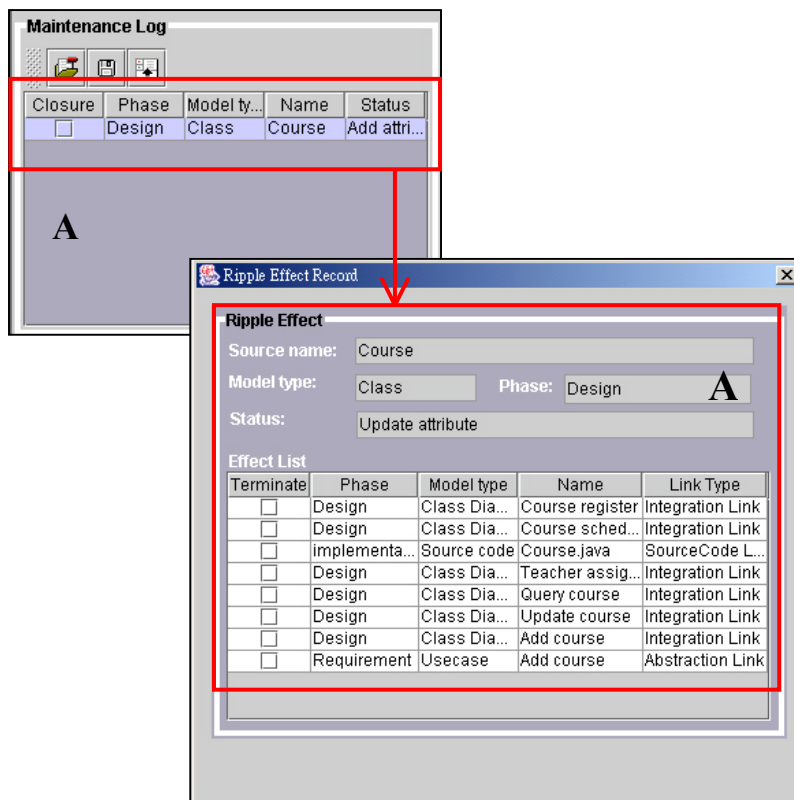 Maintenance Log
Closure Phase Model ty... Name Status
Design Class Course Add attri...
A
Ripple Effect Record
Ripple Effect
Source name: Course
Model type: Class Phase: Design A
Status: Update attribute
Effect List
Terminate Phase Model type Name Link Type
Design Class Dia... Course register Integration Link
Design Class Dia... Course sched... Integration Link
implementa... Source code Course.java SourceCode L...
Design Class Dia... Teacher assig... Integration Link
Design Class Dia... Query course Integration Link
Design Class Dia... Update course Integration Link
Design Class Dia... Add course Integration Link
Requirement Usecase Add course Abstraction Link